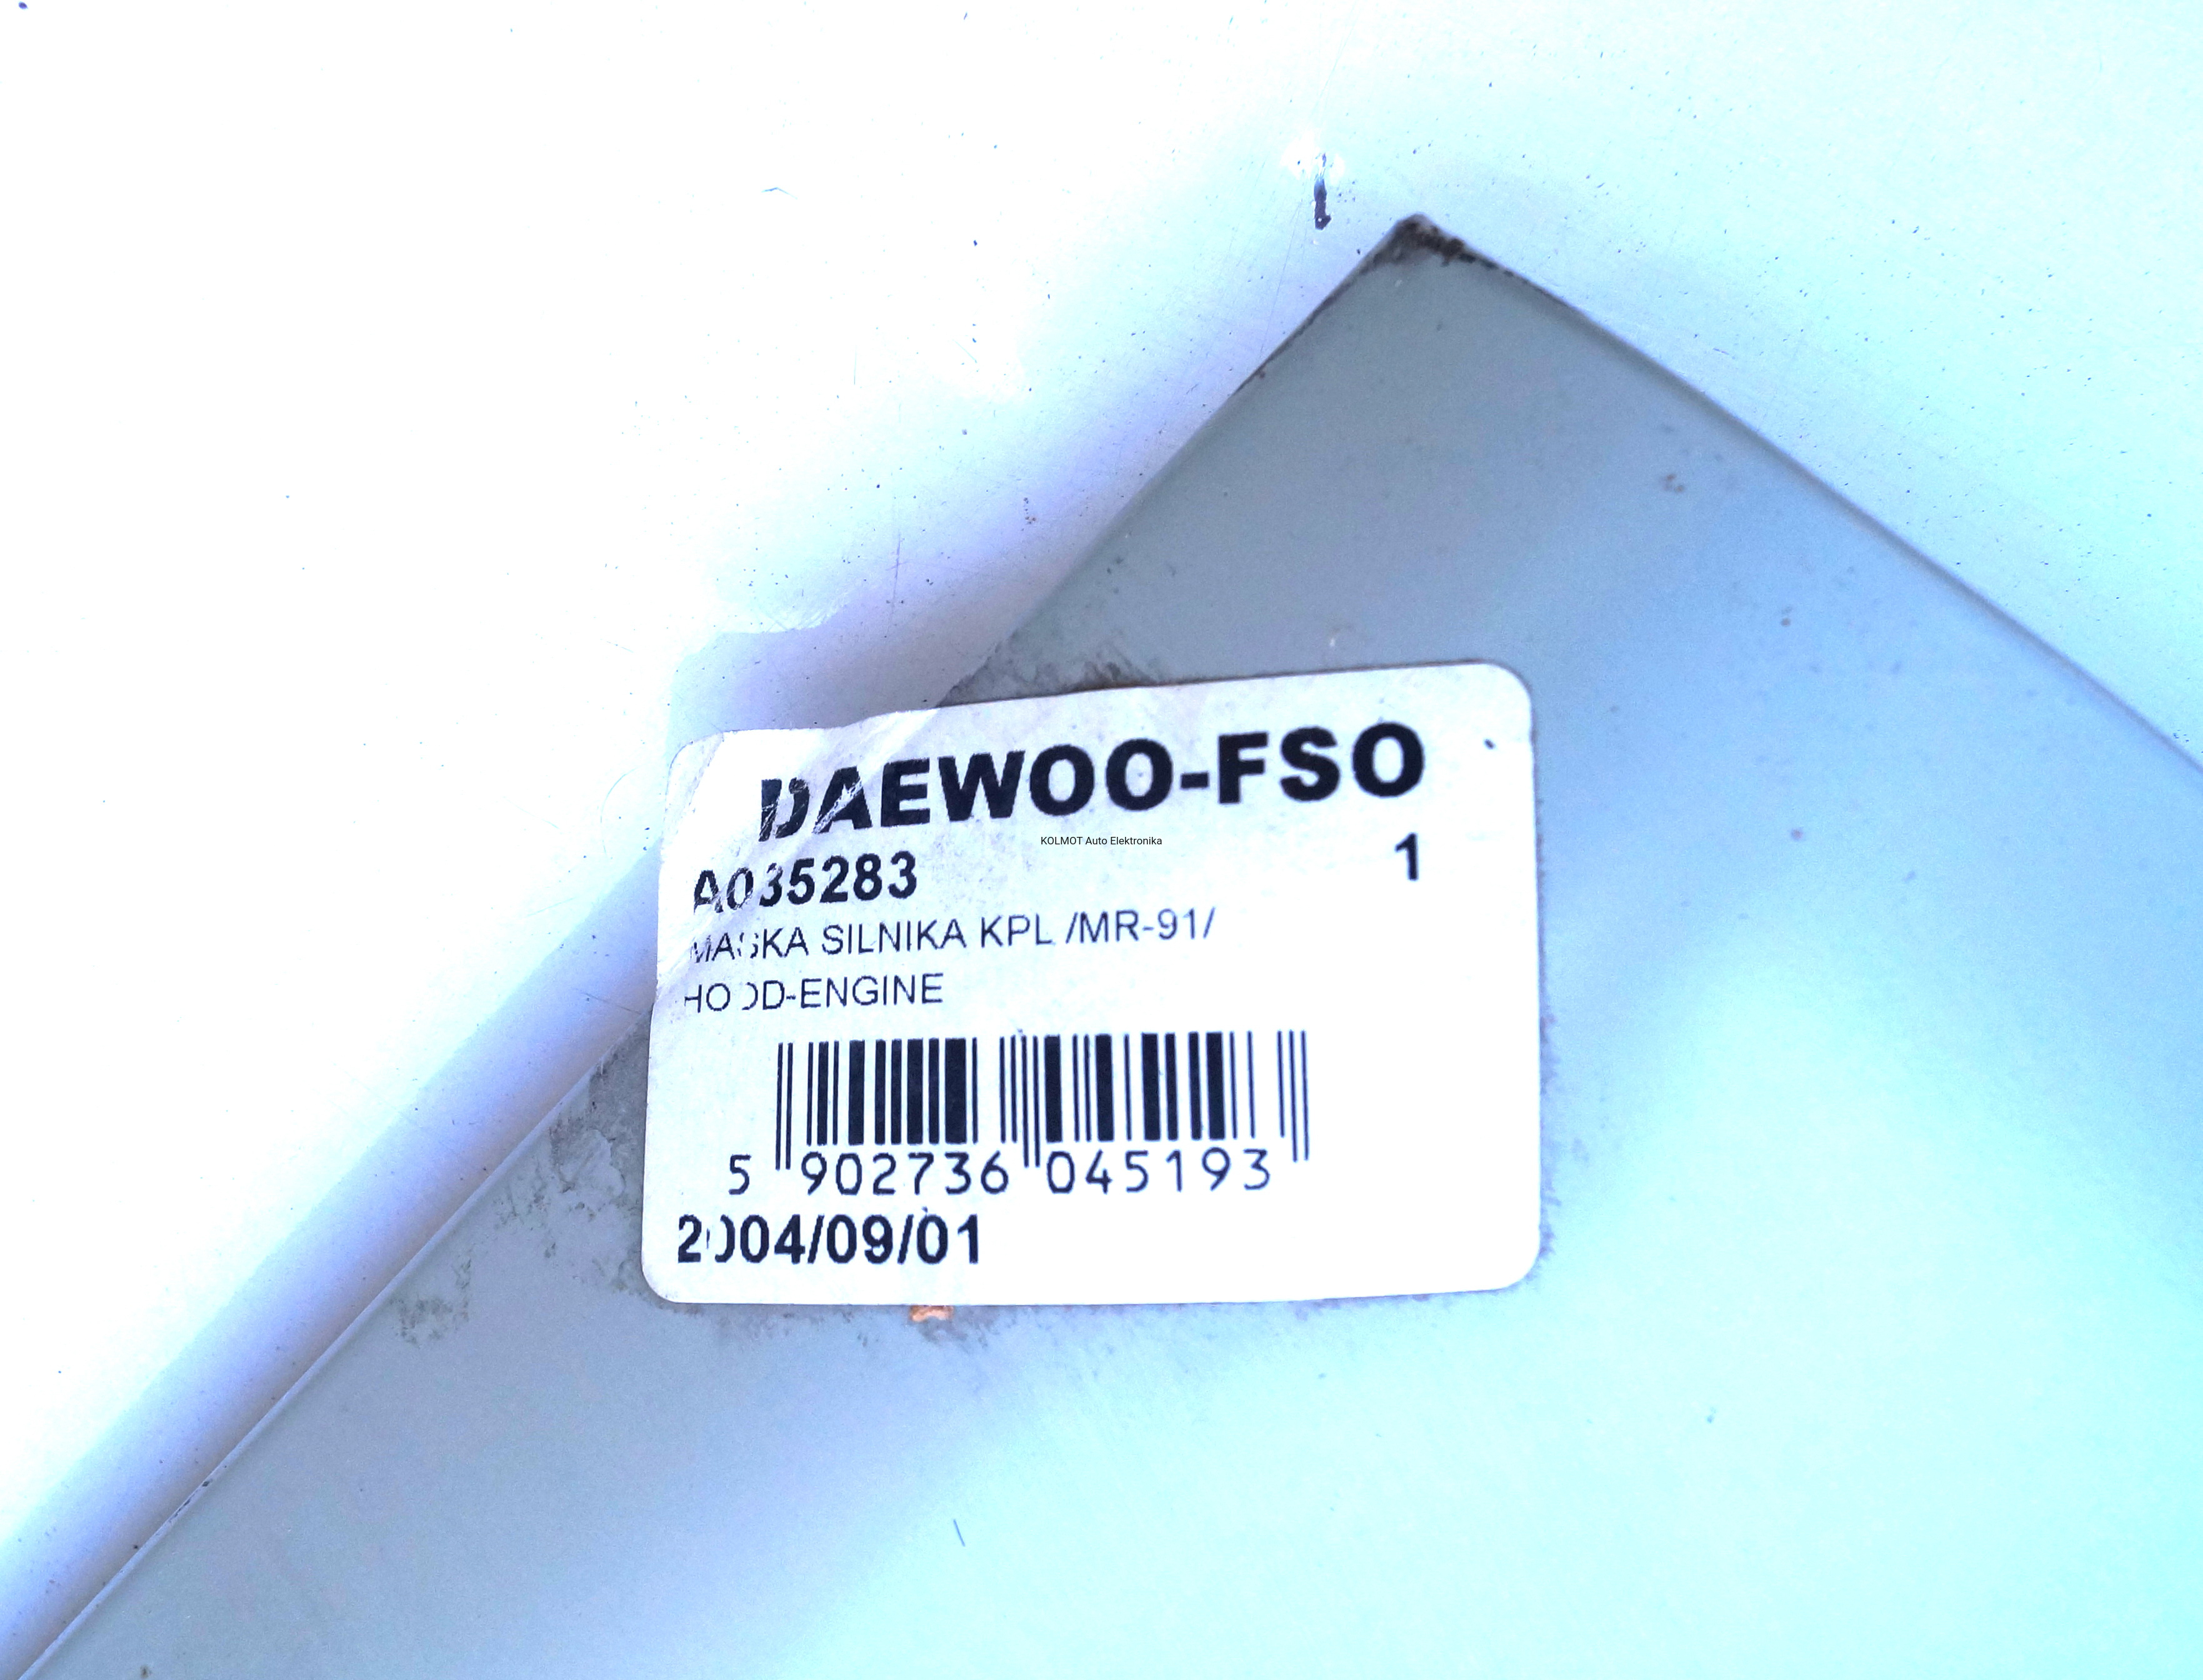 DAEWOO-FSO
KOLMOT Auto Elektronika
A035283 1
MASKA SILNIKA KPL /MR-91/
HOOD-ENGINE
5 902736 045193
2004/09/01